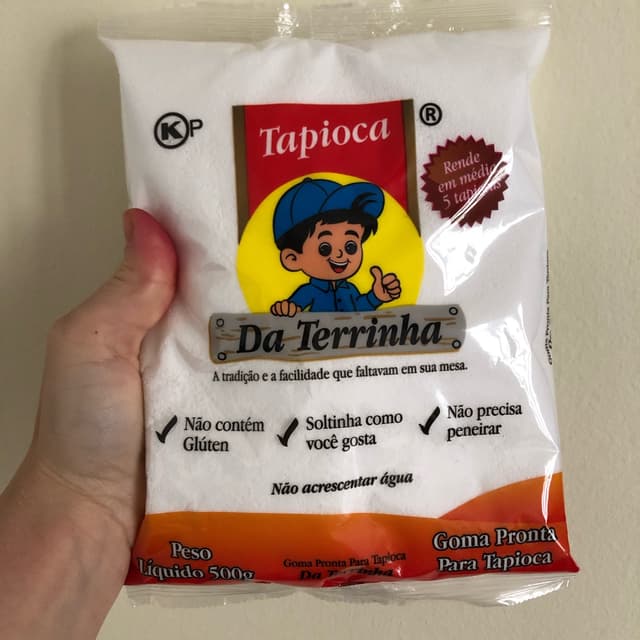 KP
Tapioca
®
Rende
em média
5 tapiocas
Da Terrinha
A tradição e a facilidade que faltavam em sua mesa.
Não contém
Glúten
Soltinha como
você gosta
Não precisa
peneirar
Não acrescentar água
Peso
Líquido 500g
Goma Pronta Para Tapioca
Da Terrinha
Goma Pronta
Para Tapioca